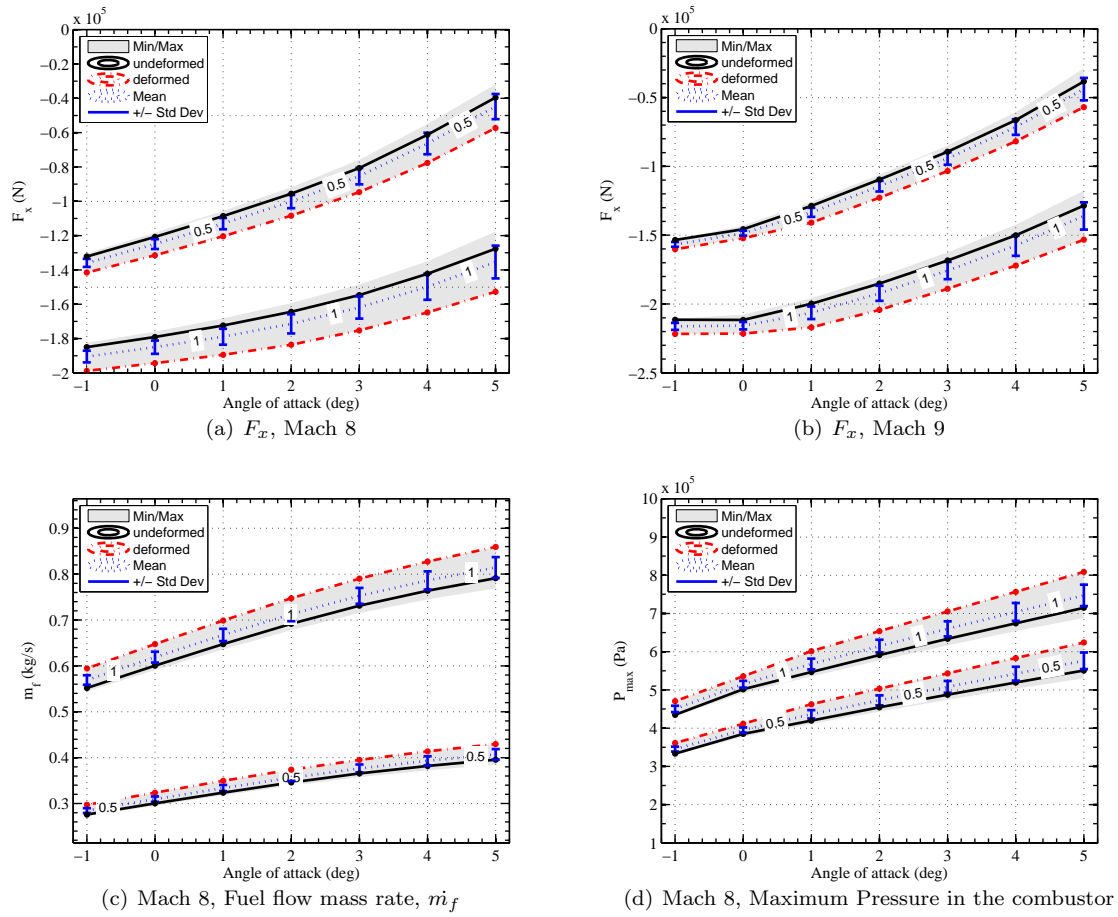 x 10^5
0
−0.2
−0.4
−0.6
−0.8
−1
−1.2
−1.4
−1.6
−1.8
−2
F_x (N)
Min/Max
undeformed
deformed
Mean
+/− Std Dev
0.5
0.5
0.5
1
1
1
−1 0 1 2 3 4 5
Angle of attack (deg)
(a) F_x, Mach 8
x 10^5
0
−0.5
−1
−1.5
−2
−2.5
F_x (N)
Min/Max
undeformed
deformed
Mean
+/− Std Dev
0.5
0.5
0.5
1
1
1
−1 0 1 2 3 4 5
Angle of attack (deg)
(b) F_x, Mach 9
0.9
0.8
0.7
0.6
0.5
0.4
0.3
m_f (kg/s)
Min/Max
undeformed
deformed
Mean
+/− Std Dev
1
1
1
0.5
0.5
0.5
−1 0 1 2 3 4 5
Angle of attack (deg)
(c) Mach 8, Fuel flow mass rate, ṁ_f
x 10^5
10
9
8
7
6
5
4
3
2
1
P_max (Pa)
Min/Max
undeformed
deformed
Mean
+/− Std Dev
1
1
1
0.5
0.5
0.5
−1 0 1 2 3 4 5
Angle of attack (deg)
(d) Mach 8, Maximum Pressure in the combustor